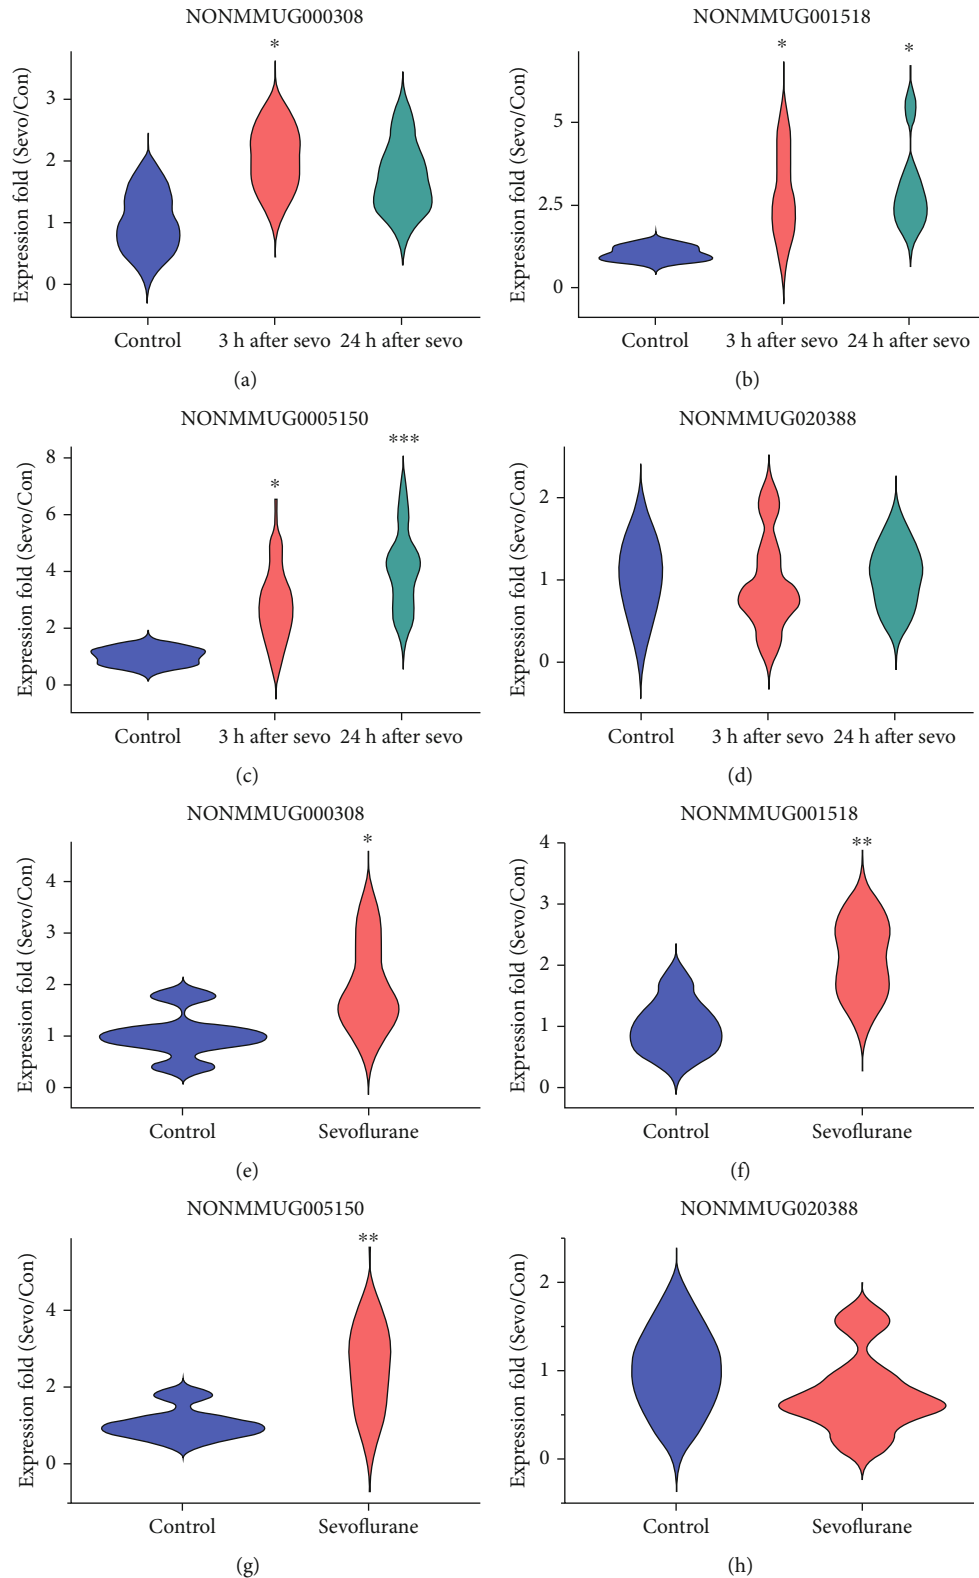 NONMMUG000308
Expression fold (Sevo/Con)
3
2
1
0
*
Control
3 h after sevo
24 h after sevo
(a)
NONMMUG001518
Expression fold (Sevo/Con)
5
2.5
0
*
*
Control
3 h after sevo
24 h after sevo
(b)
NONMMUG0005150
Expression fold (Sevo/Con)
8
6
4
2
0
*
***
Control
3 h after sevo
24 h after sevo
(c)
NONMMUG020388
Expression fold (Sevo/Con)
2
1
0
Control
3 h after sevo
24 h after sevo
(d)
NONMMUG000308
Expression fold (Sevo/Con)
4
3
2
1
0
*
Control
Sevoflurane
(e)
NONMMUG001518
Expression fold (Sevo/Con)
4
3
2
1
0
**
Control
Sevoflurane
(f)
NONMMUG005150
Expression fold (Sevo/Con)
4
2
0
**
Control
Sevoflurane
(g)
NONMMUG020388
Expression fold (Sevo/Con)
2
1
0
Control
Sevoflurane
(h)